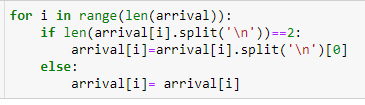 for i in range(len(arrival)):
    if len(arrival[i].split('\n'))==2:
        arrival[i]=arrival[i].split('\n')[0]
    else:
        arrival[i]= arrival[i]